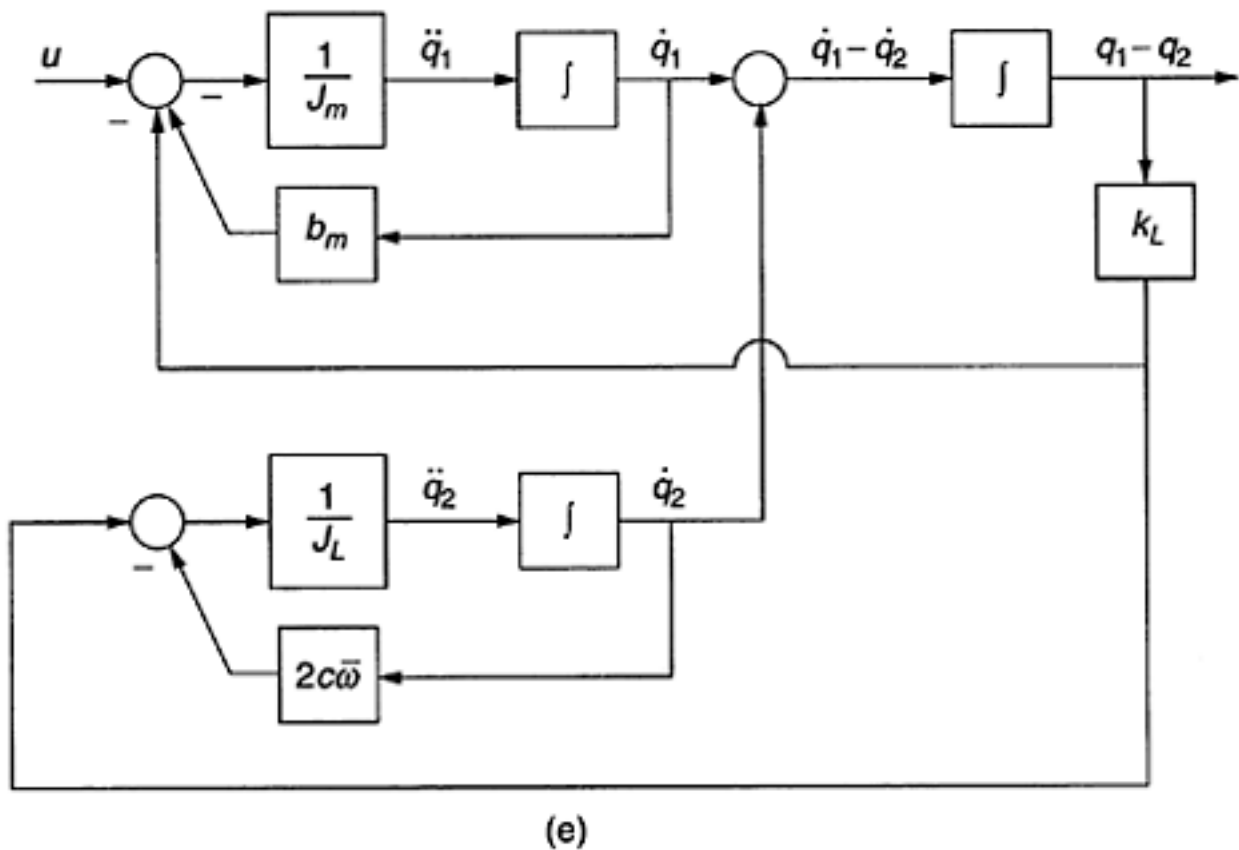 u
−
−
1
J_m
q̈₁
∫
q̇₁
q̇₁ − q̇₂
∫
q₁ − q₂
b_m
k_L
−
1
J_L
q̈₂
∫
q̇₂
2cω̄
(e)